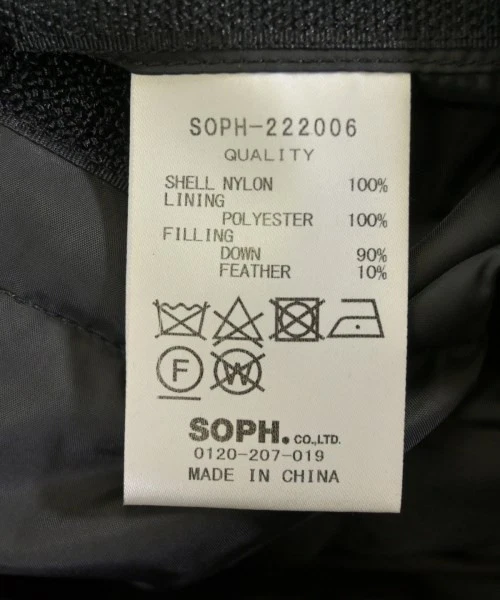 SOPH-222006
QUALITY
SHELL NYLON 100%
LINING
POLYESTER 100%
FILLING
DOWN 90%
FEATHER 10%
F W
SOPH. CO.,LTD.
0120-207-019
MADE IN CHINA